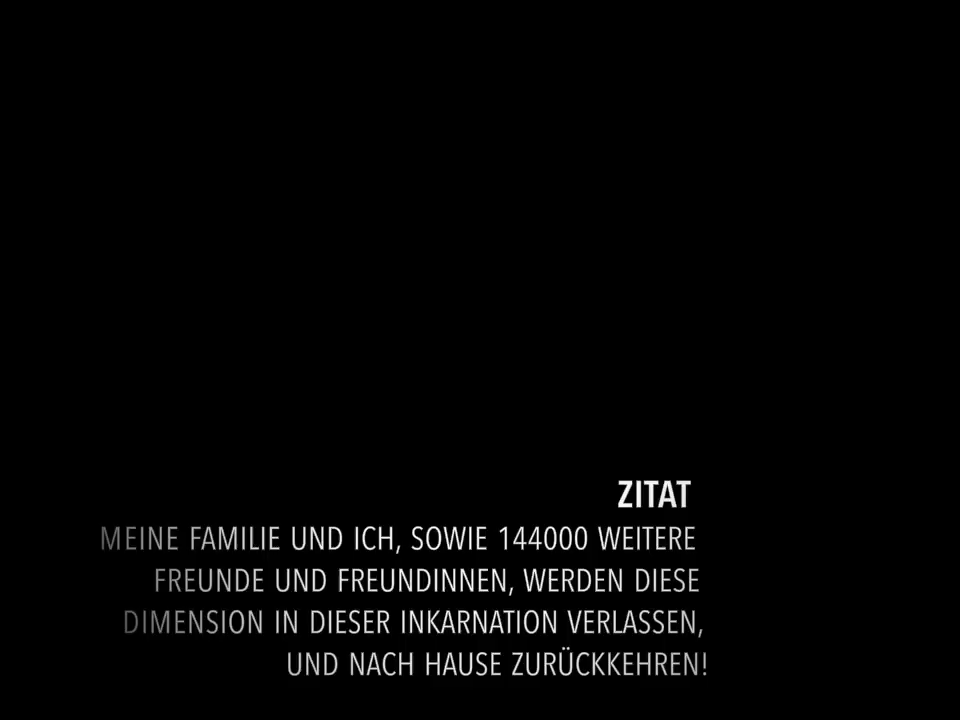 ZITAT
MEINE FAMILIE UND ICH, SOWIE 144000 WEITERE
FREUNDE UND FREUNDINNEN, WERDEN DIESE
DIMENSION IN DIESER INKARNATION VERLASSEN,
UND NACH HAUSE ZURÜCKKEHREN!